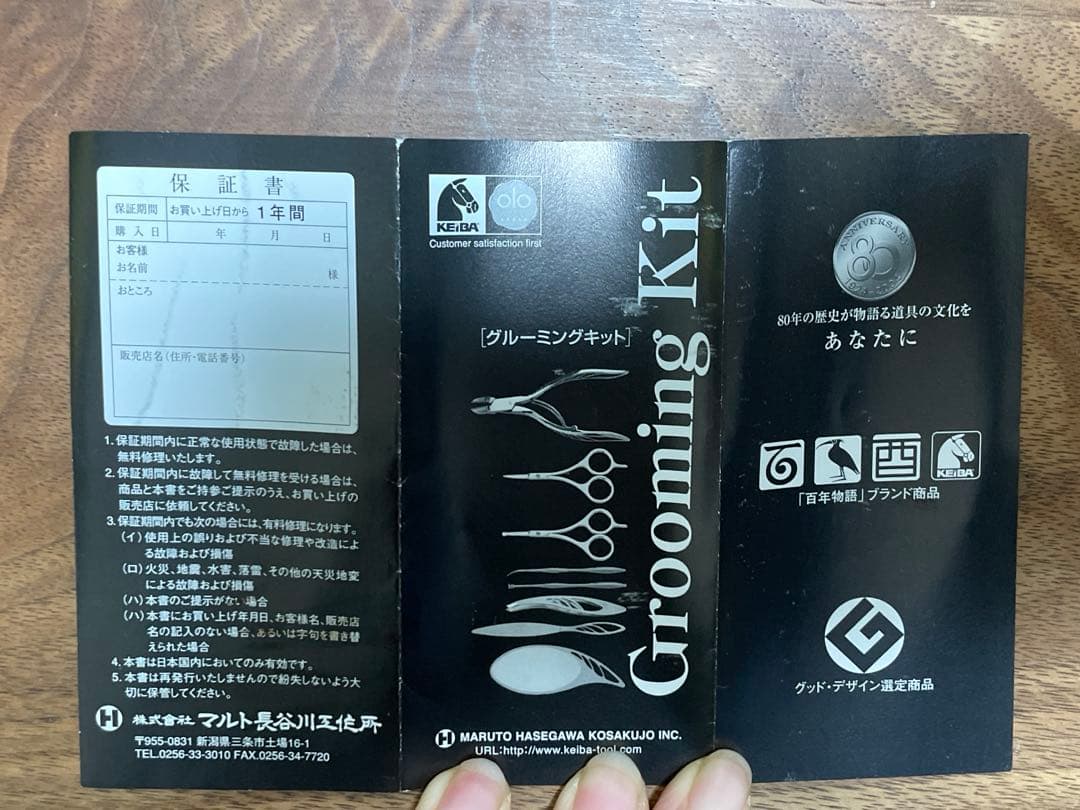 保証書
保証期間 お買い上げ日から 1年間
購入日 年 月 日
お客様
お名前 様
おところ
販売店名(住所・電話番号)
1.保証期間内に正常な使用状態で故障した場合は、
無料修理いたします。
2.保証期間内に故障して無料修理を受ける場合は、
商品と本書をご持参ご提示のうえ、お買い上げの
販売店に依頼してください。
3.保証期間内でも次の場合には、有料修理になります。
(イ)使用上の誤りおよび不当な修理や改造によ
る故障および損傷
(ロ)火災、地震、水害、落雷、その他の天災地変
による故障および損傷
(ハ)本書のご提示がない場合
(ハ)本書にお買い上げ年月日、お客様名、販売店
名の記入のない場合、あるいは字句を書き替
えられた場合
4.本書は日本国内においてのみ有効です。
5.本書は再発行いたしませんので紛失しないよう大
切に保管してください。
株式會社 マルト長谷川工作所
〒955-0831 新潟県三条市土場16-1
TEL.0256-33-3010 FAX.0256-34-7720
KEIBA
olo
Customer satisfaction first
[グルーミングキット]
Grooming Kit
MARUTO HASEGAWA KOSAKUJO INC.
URL:http://www.keiba-tool.com
ANNIVERSARY
80
80年の歴史が物語る道具の文化を
あなたに
百
酉
KEIBA
「百年物語」ブランド商品
グッド・デザイン選定商品